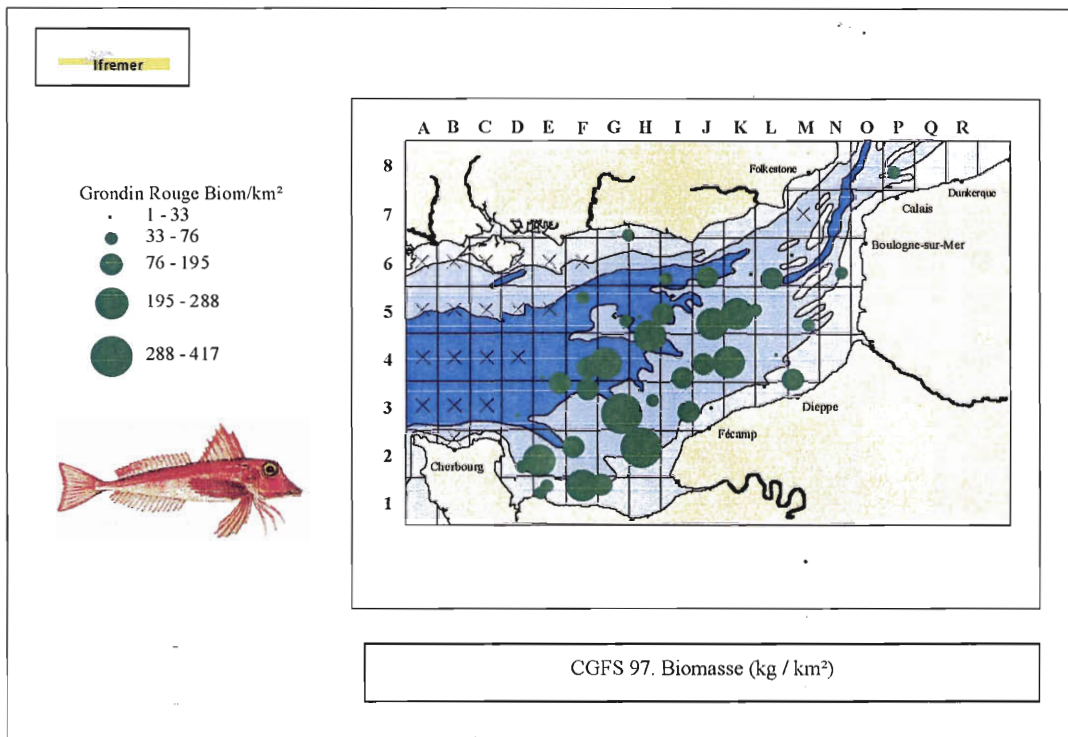 Ifremer
Grondin Rouge Biom/km²
1 - 33
33 - 76
76 - 195
195 - 288
288 - 417
A B C D E F G H I J K L M N O P Q R
8
Folkestone
Dunkerque
7
Calais
Boulogne-sur-Mer
6
5
4
3
Dieppe
Fécamp
2
Cherbourg
1
CGFS 97. Biomasse (kg / km²)